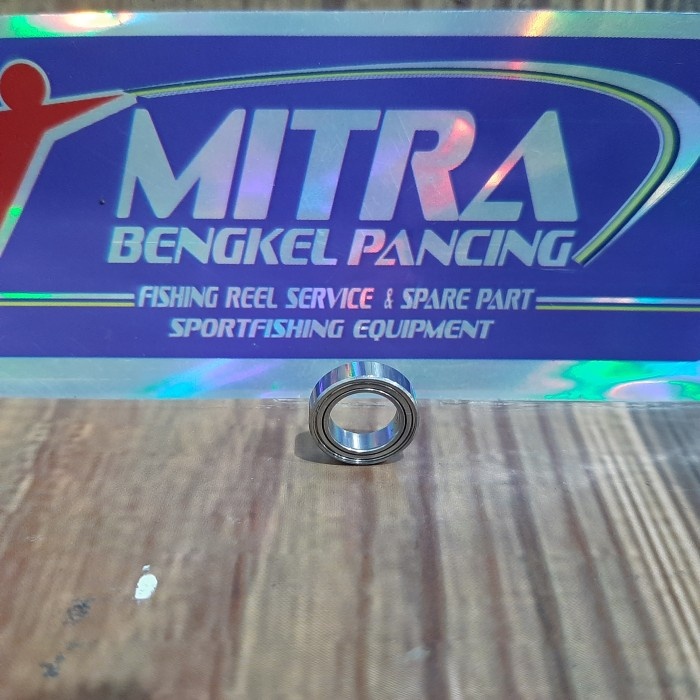 MITRA
BENGKEL PANCING
FISHING REEL SERVICE & SPARE PART
SPORTFISHING EQUIPMENT